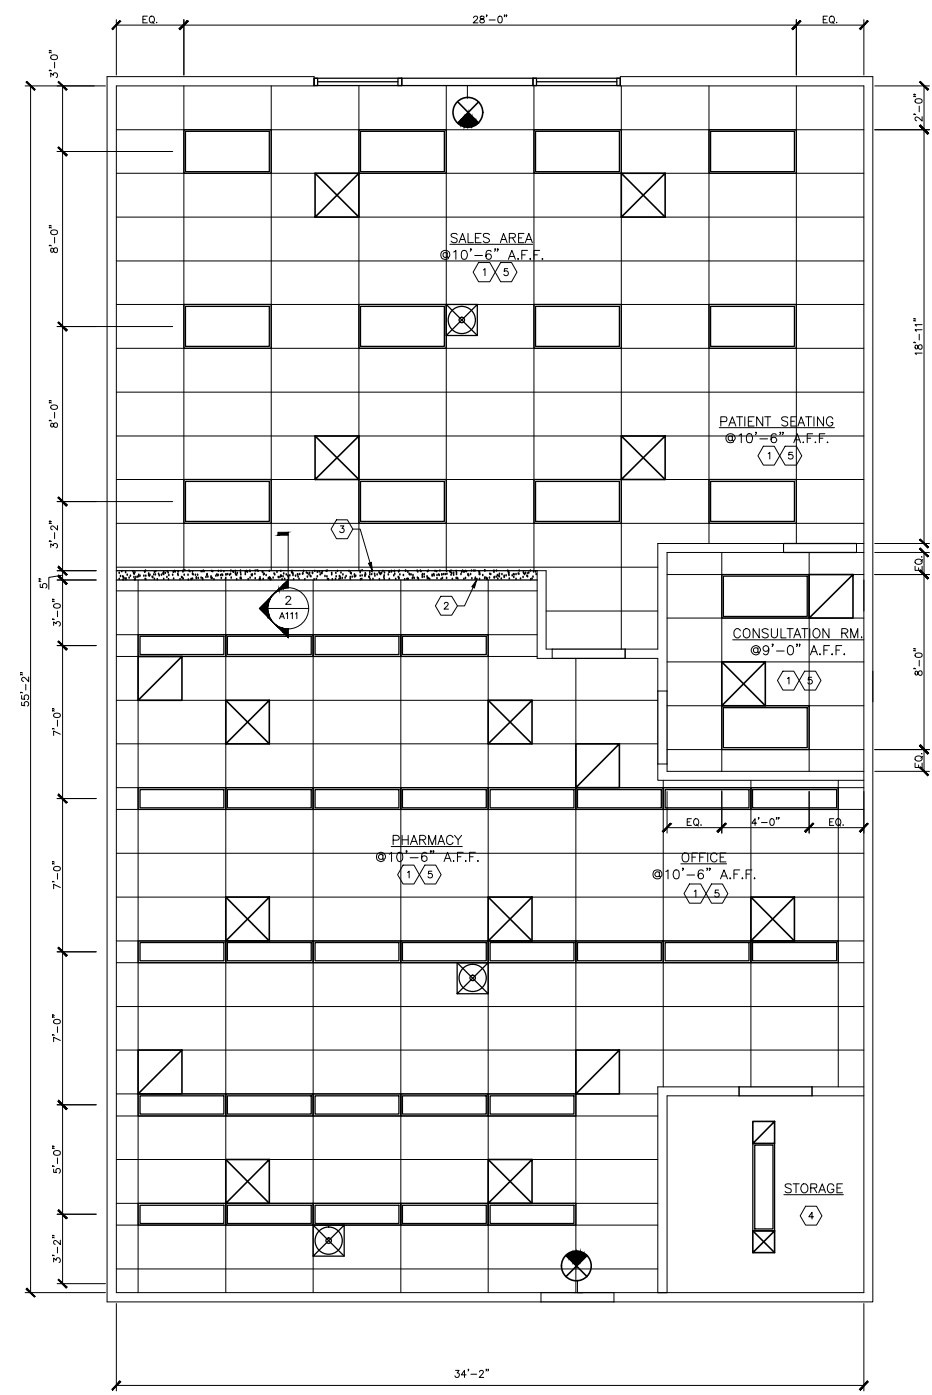 EQ.
28'-0"
EQ.
3'-0"
2'-0"
8'-0"
SALES AREA
@10'-6" A.F.F.
1 5
18'-11"
8'-0"
PATIENT SEATING
@10'-6" A.F.F.
1 5
3'-2"
3
5"
EQ.
3'-0"
2
A111
2
CONSULTATION RM.
@9'-0" A.F.F.
1 5
8'-0"
55'-2"
7'-0"
EQ.
EQ.
4'-0"
EQ.
PHARMACY
@10'-6" A.F.F.
1 5
OFFICE
@10'-6" A.F.F.
1 5
7'-0"
7'-0"
5'-0"
STORAGE
4
3'-2"
34'-2"